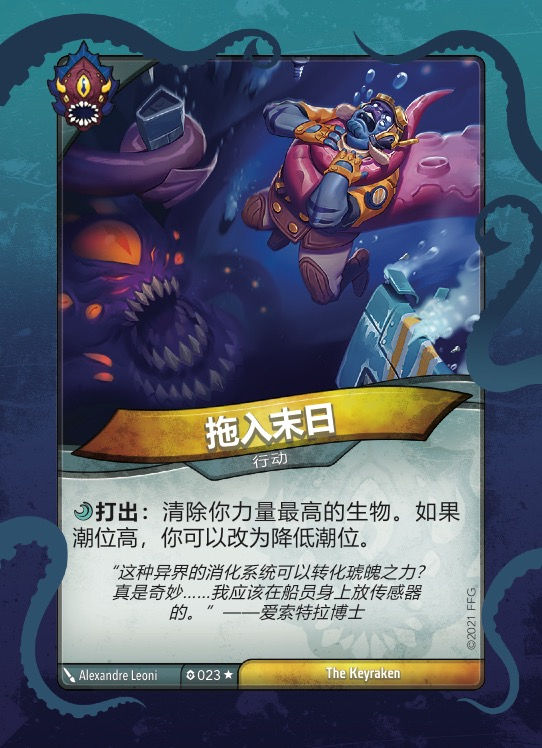 拖入末日
行动
打出：清除你力量最高的生物。如果
潮位高，你可以改为降低潮位。
“这种异界的消化系统可以转化琥魄之力？
真是奇妙……我应该在船员身上放传感器
的。”——爱索特拉博士
©2021 FFG
Alexandre Leoni
023
The Keyraken